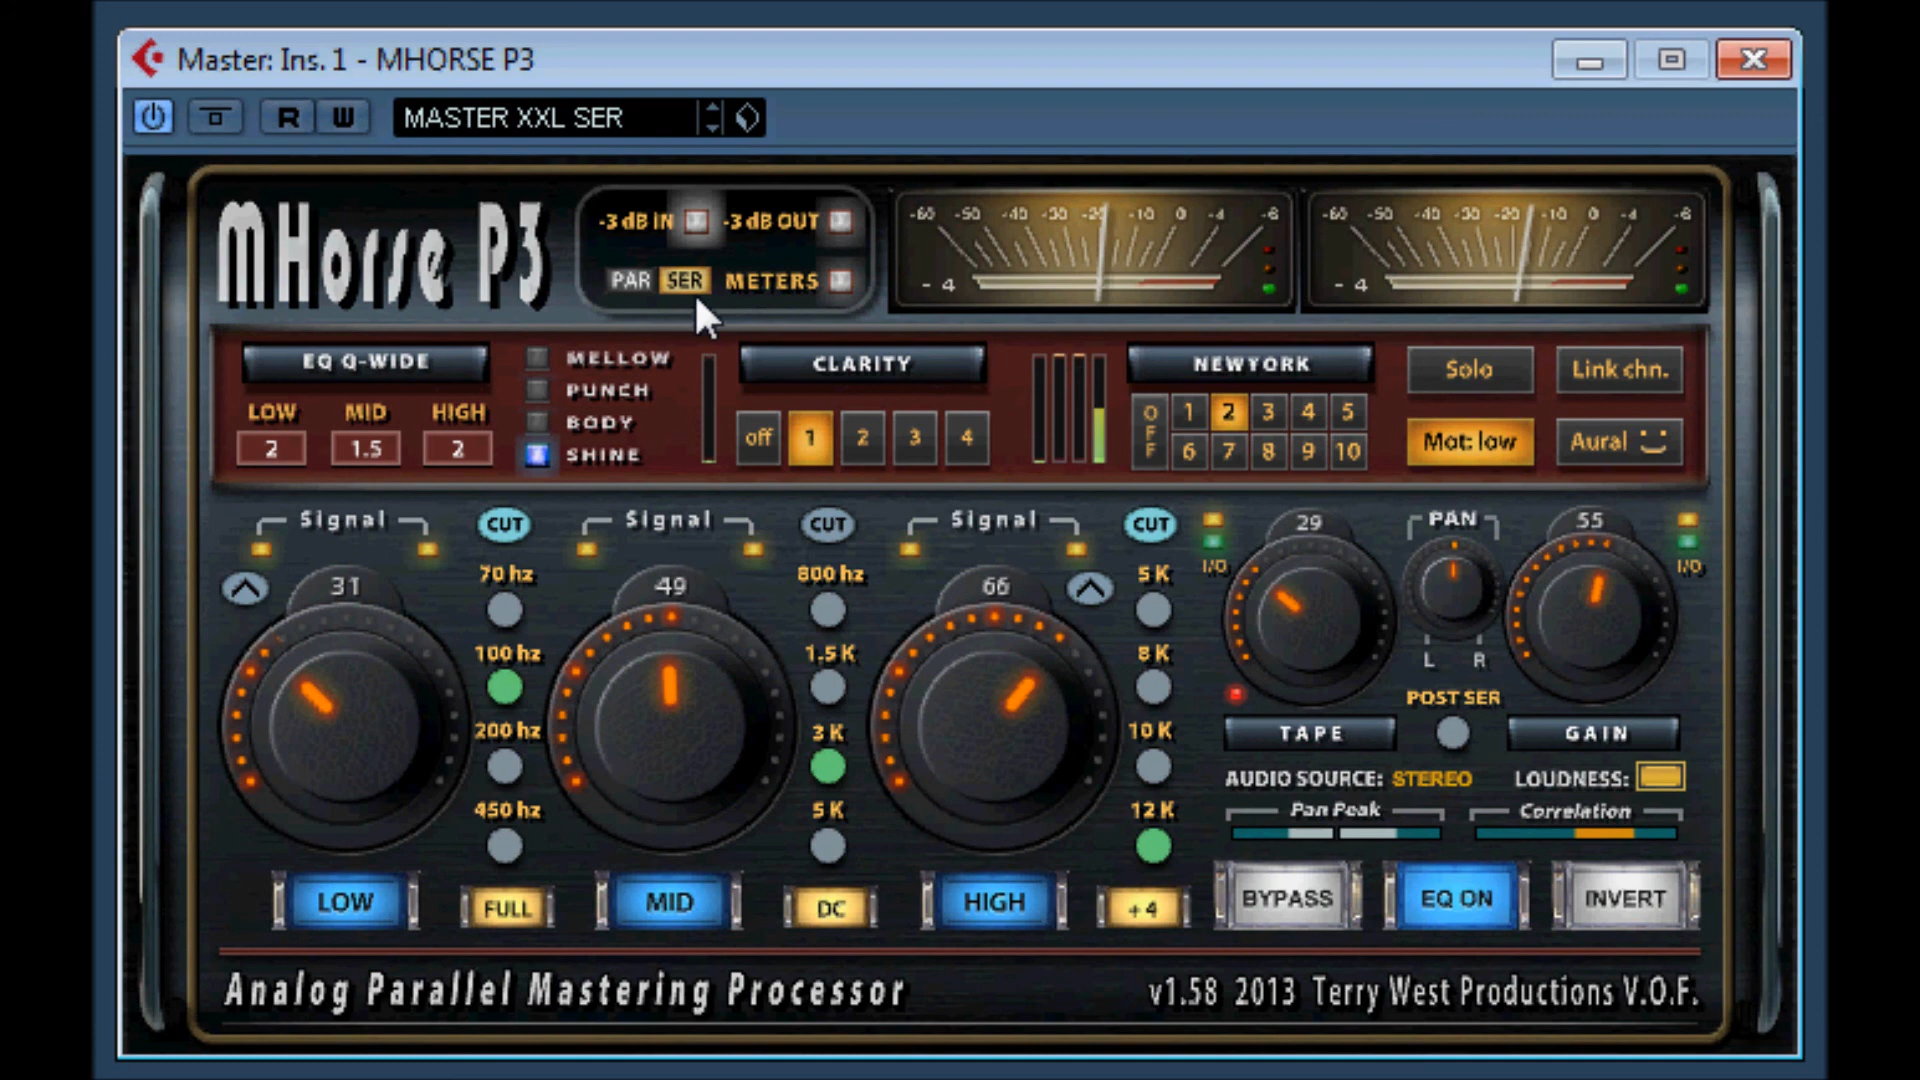 Master: Ins. 1 - MHORSE P3
R W MASTER XXL SER
MHorse P3
-3 dB IN -3 dB OUT
PAR SER METERS
-60 -50 -40 -30 -20 -10 0 -4 -6
- 4
-60 -50 -40 -30 -20 -10 0 -4 -6
- 4
EQ Q-WIDE
LOW MID HIGH
2 1.5 2
MELLOW
PUNCH
BODY
SHINE
CLARITY
off 1 2 3 4
NEWYORK
OFF 1 2 3 4 5
6 7 8 9 10
Solo Link chn.
Mat: low Aural
Signal CUT Signal CUT Signal CUT
31 49 66
70 hz
100 hz
200 hz
450 hz
800 hz
1.5 K
3 K
5 K
5 K
8 K
10 K
12 K
29 PAN 55
I/O I/O
L R
POST SER
TAPE GAIN
AUDIO SOURCE: STEREO LOUDNESS:
Pan Peak Correlation
LOW FULL MID DC HIGH +4 BYPASS EQ ON INVERT
Analog Parallel Mastering Processor v1.58 2013 Terry West Productions V.O.F.